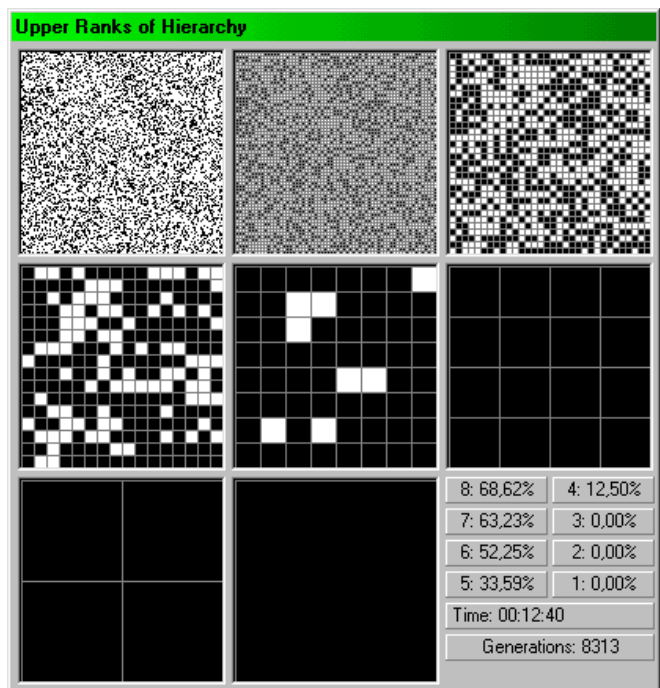 Upper Ranks of Hierarchy
8: 68,62% 4: 12,50%
7: 63,23% 3: 0,00%
6: 52,25% 2: 0,00%
5: 33,59% 1: 0,00%
Time: 00:12:40
Generations: 8313